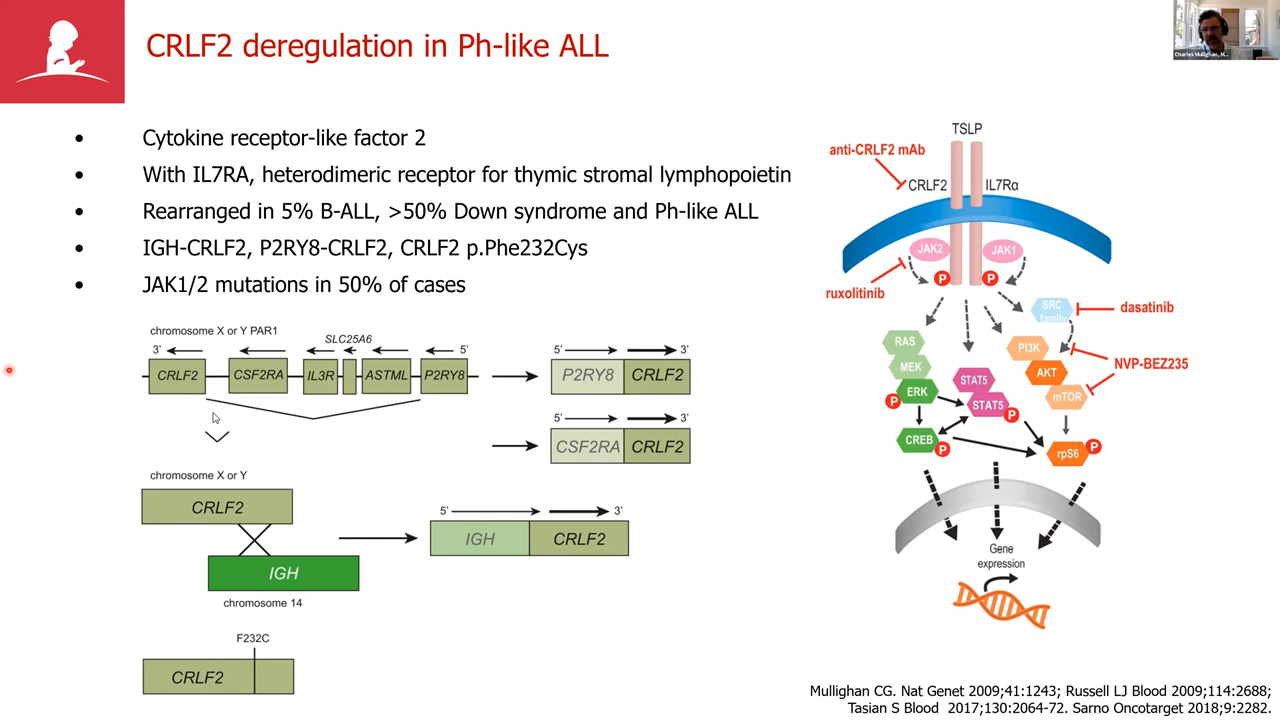 CRLF2 deregulation in Ph-like ALL
Charles Mullighan, M...
• Cytokine receptor-like factor 2
• With IL7RA, heterodimeric receptor for thymic stromal lymphopoietin
• Rearranged in 5% B-ALL, >50% Down syndrome and Ph-like ALL
• IGH-CRLF2, P2RY8-CRLF2, CRLF2 p.Phe232Cys
• JAK1/2 mutations in 50% of cases
chromosome X or Y PAR1
SLC25A6
3’ 5’
CRLF2 CSF2RA IL3R ASTML P2RY8
5’ 3’
P2RY8 CRLF2
5’ 3’
CSF2RA CRLF2
chromosome X or Y
CRLF2
IGH
chromosome 14
5’ 3’
IGH CRLF2
F232C
CRLF2
TSLP
anti-CRLF2 mAb
CRLF2 IL7Rα
JAK2 JAK1
P P
ruxolitinib
SRC
family
dasatinib
RAS
MEK
ERK
P
CREB
P
STAT5
STAT5
P
PI3K
AKT
mTOR
NVP-BEZ235
rpS6
P
Gene
expression
Mullighan CG. Nat Genet 2009;41:1243; Russell LJ Blood 2009;114:2688;
Tasian S Blood 2017;130:2064-72. Sarno Oncotarget 2018;9:2282.